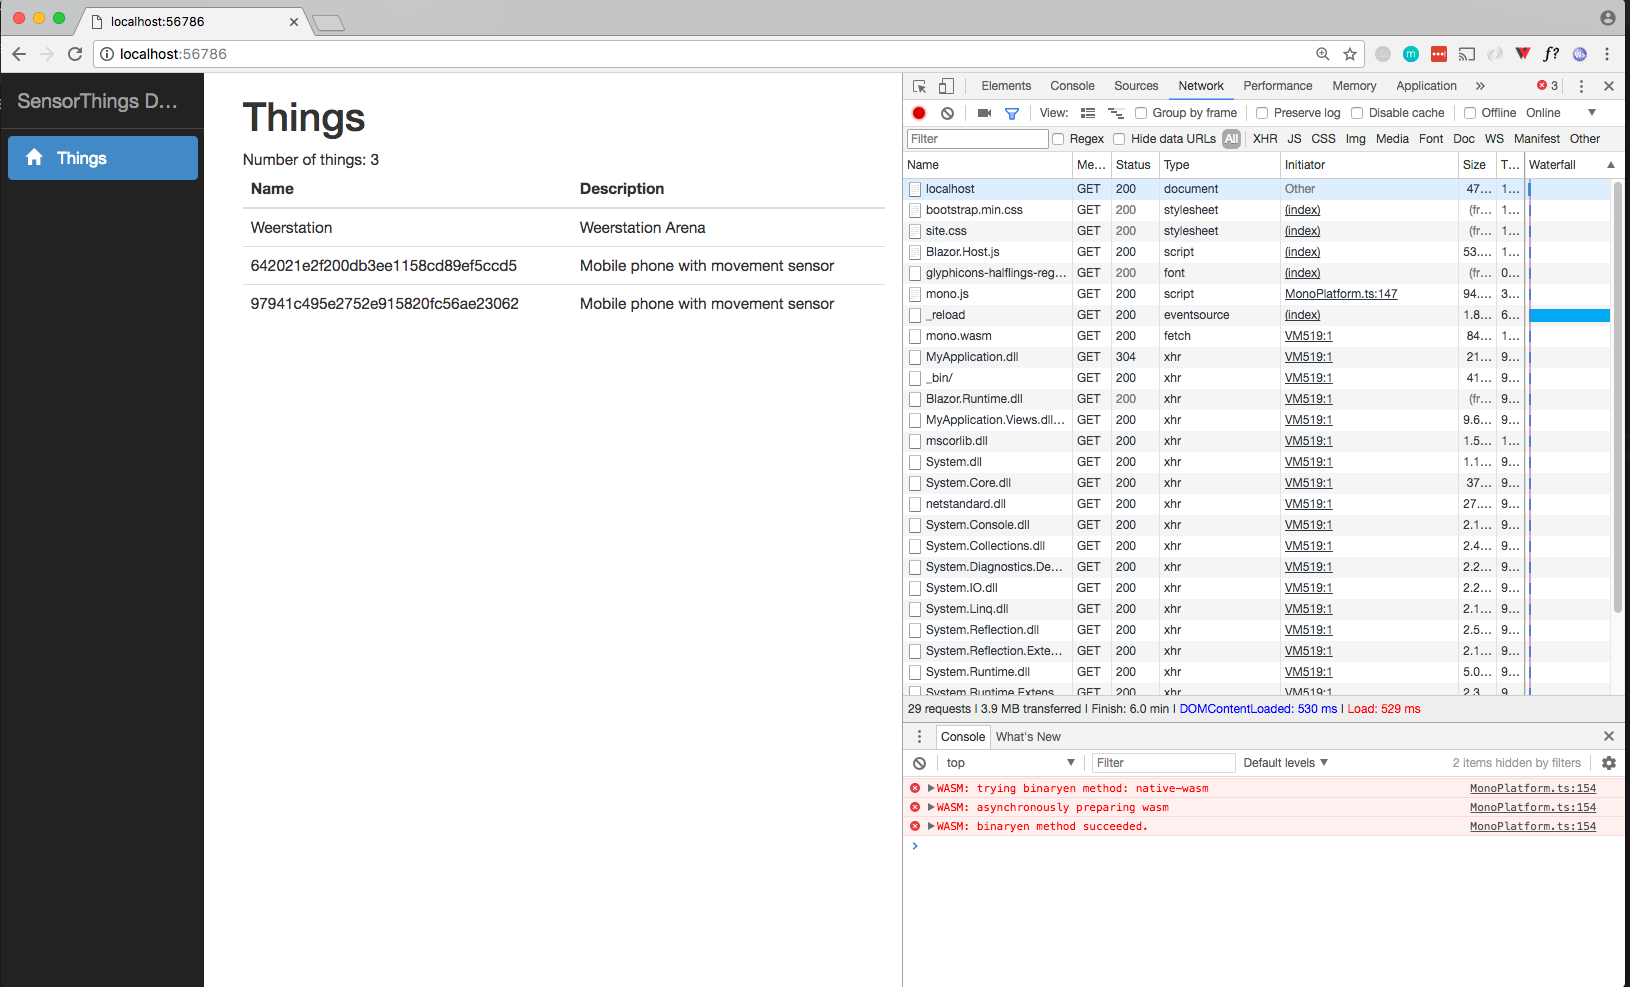 localhost:56786
localhost:56786
SensorThings D...
Things
Things
Number of things: 3
Name Description
Weerstation Weerstation Arena
642021e2f200db3ee1158cd89ef5ccd5 Mobile phone with movement sensor
97941c495e2752e915820fc56ae23062 Mobile phone with movement sensor
Elements Console Sources Network Performance Memory Application » 3
View: Group by frame Preserve log Disable cache Offline Online
Filter Regex Hide data URLs All XHR JS CSS Img Media Font Doc WS Manifest Other
Name Me... Status Type Initiator Size T... Waterfall
localhost GET 200 document Other 47... 1...
bootstrap.min.css GET 200 stylesheet (index) (fr... 1...
site.css GET 200 stylesheet (index) (fr... 1...
Blazor.Host.js GET 200 script (index) 53.... 1...
glyphicons-halflings-reg... GET 200 font (index) (fr... 0...
mono.js GET 200 script MonoPlatform.ts:147 94.... 3...
_reload GET 200 eventsource (index) 1.8... 6...
mono.wasm GET 200 fetch VM519:1 84... 1...
MyApplication.dll GET 304 xhr VM519:1 21... 9...
_bin/ GET 200 xhr VM519:1 41... 9...
Blazor.Runtime.dll GET 200 xhr VM519:1 (fr... 9...
MyApplication.Views.dll... GET 200 xhr VM519:1 9.6... 9...
mscorlib.dll GET 200 xhr VM519:1 1.5... 1...
System.dll GET 200 xhr VM519:1 1.1... 9...
System.Core.dll GET 200 xhr VM519:1 37... 9...
netstandard.dll GET 200 xhr VM519:1 27.... 9...
System.Console.dll GET 200 xhr VM519:1 2.1... 9...
System.Collections.dll GET 200 xhr VM519:1 2.4... 9...
System.Diagnostics.De... GET 200 xhr VM519:1 2.2... 9...
System.IO.dll GET 200 xhr VM519:1 2.2... 9...
System.Linq.dll GET 200 xhr VM519:1 2.1... 9...
System.Reflection.dll GET 200 xhr VM519:1 2.5... 9...
System.Reflection.Exte... GET 200 xhr VM519:1 2.1... 9...
System.Runtime.dll GET 200 xhr VM519:1 5.0... 9...
System.Runtime.Extens... GET 200 xhr VM519:1 2.3... 9...
29 requests | 3.9 MB transferred | Finish: 6.0 min | DOMContentLoaded: 530 ms | Load: 529 ms
Console What's New
top Filter Default levels 2 items hidden by filters
WASM: trying binaryen method: native-wasm MonoPlatform.ts:154
WASM: asynchronously preparing wasm MonoPlatform.ts:154
WASM: binaryen method succeeded. MonoPlatform.ts:154